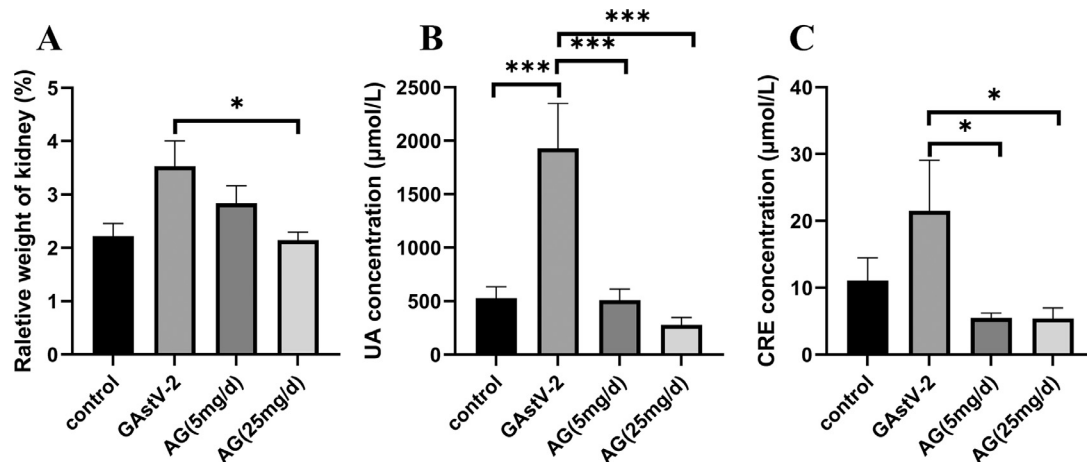 A
Raletive weight of kidney (%)
5
4
3
2
1
0
*
control
GAstV-2
AG(5mg/d)
AG(25mg/d)
B
UA concentration (μmol/L)
2500
2000
1500
1000
500
0
***
***
***
control
GAstV-2
AG(5mg/d)
AG(25mg/d)
C
CRE concentration (μmol/L)
40
30
20
10
0
*
*
control
GAstV-2
AG(5mg/d)
AG(25mg/d)